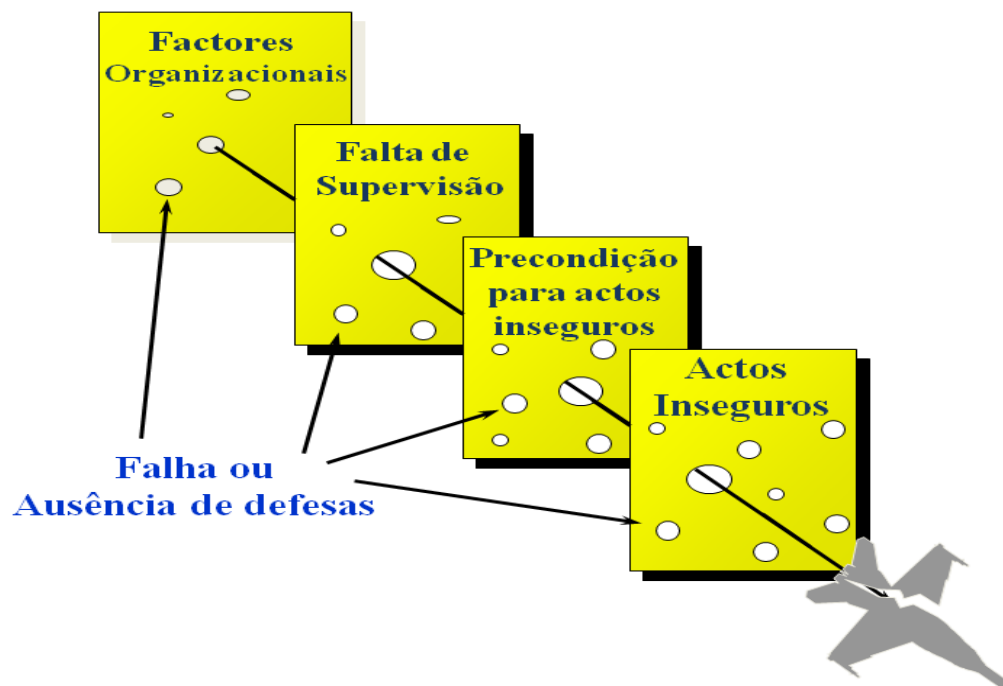 Factores
Organizacionais
Falta de
Supervisão
Precondição
para actos
inseguros
Actos
Inseguros
Falha ou
Ausência de defesas